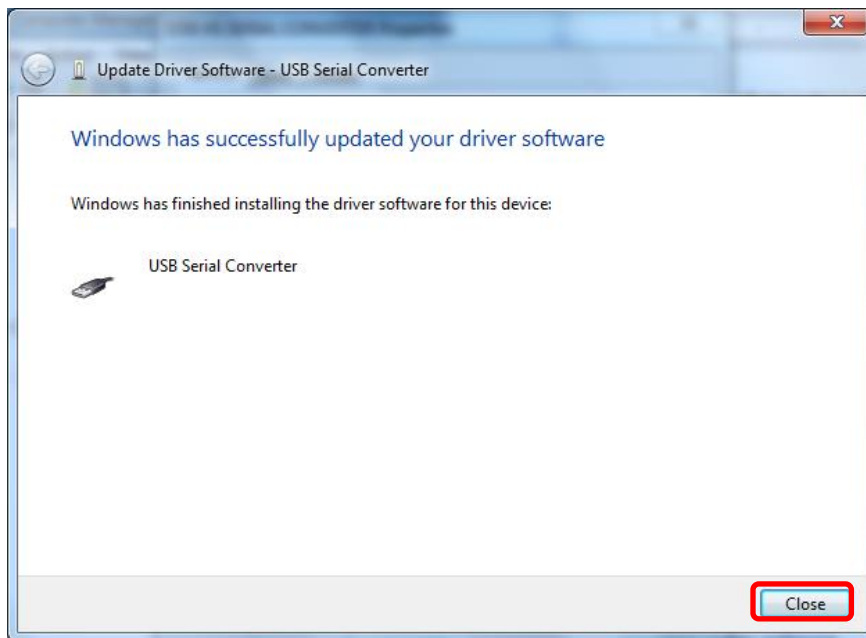 Update Driver Software - USB Serial Converter
Windows has successfully updated your driver software
Windows has finished installing the driver software for this device:
USB Serial Converter
Close